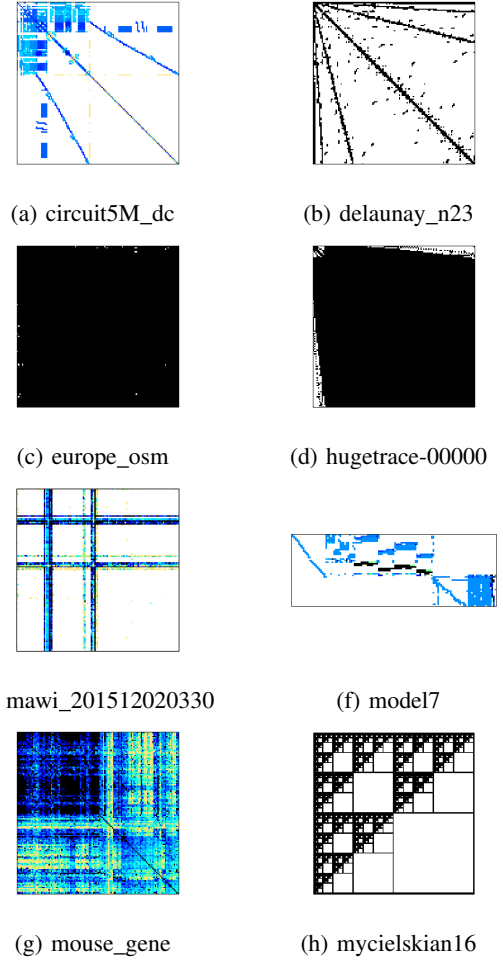 (a) circuit5M_dc
(b) delaunay_n23
(c) europe_osm
(d) hugetrace-00000
mawi_201512020330
(f) model7
(g) mouse_gene
(h) mycielskian16